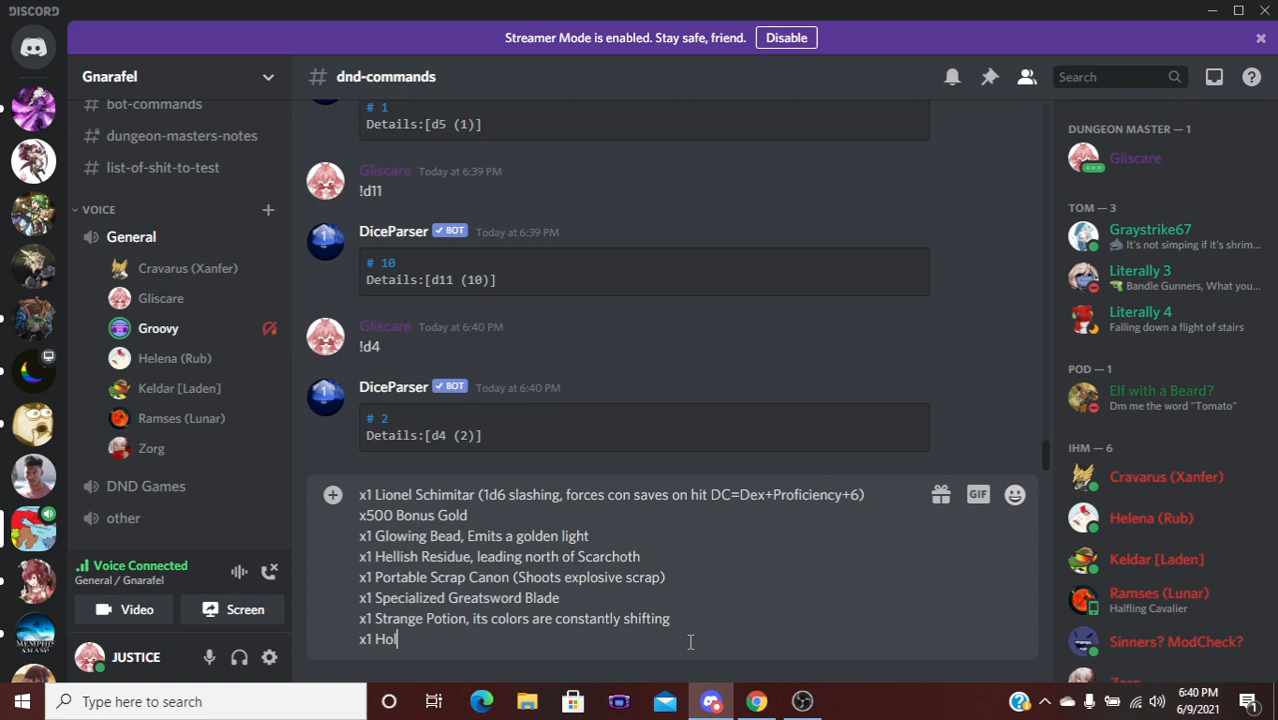 DISCORD
Streamer Mode is enabled. Stay safe, friend. Disable
Gnarafel
# dnd-commands
Search
# bot-commands
# dungeon-masters-notes
# list-of-shit-to-test
VOICE
General
Cravarus (Xanfer)
Gliscare
Groovy
Helena (Rub)
Keldar [Laden]
Ramses (Lunar)
Zorg
DND Games
other
Voice Connected
General / Gnarafel
Video
Screen
JUSTICE
# 1
Details:[d5 (1)]
Gliscare Today at 6:39 PM
!d11
DiceParser ✓ BOT Today at 6:39 PM
# 10
Details:[d11 (10)]
Gliscare Today at 6:40 PM
!d4
DiceParser ✓ BOT Today at 6:40 PM
# 2
Details:[d4 (2)]
x1 Lionel Schimitar (1d6 slashing, forces con saves on hit DC=Dex+Proficiency+6)
x500 Bonus Gold
x1 Glowing Bead, Emits a golden light
x1 Hellish Residue, leading north of Scarchoth
x1 Portable Scrap Canon (Shoots explosive scrap)
x1 Specialized Greatsword Blade
x1 Strange Potion, its colors are constantly shifting
x1 Hol
GIF
DUNGEON MASTER — 1
Gliscare
TOM — 3
Graystrike67
It's not simping if it's shrim...
Literally 3
Bandle Gunners, What you...
Literally 4
Falling down a flight of stairs
POD — 1
Elf with a Beard?
Dm me the word "Tomato"
IHM — 6
Cravarus (Xanfer)
Helena (Rub)
Keldar [Laden]
Ramses (Lunar)
Halfling Cavalier
Sinners? MoChuck?
Zorg
Type here to search
6:40 PM
6/9/2021
1